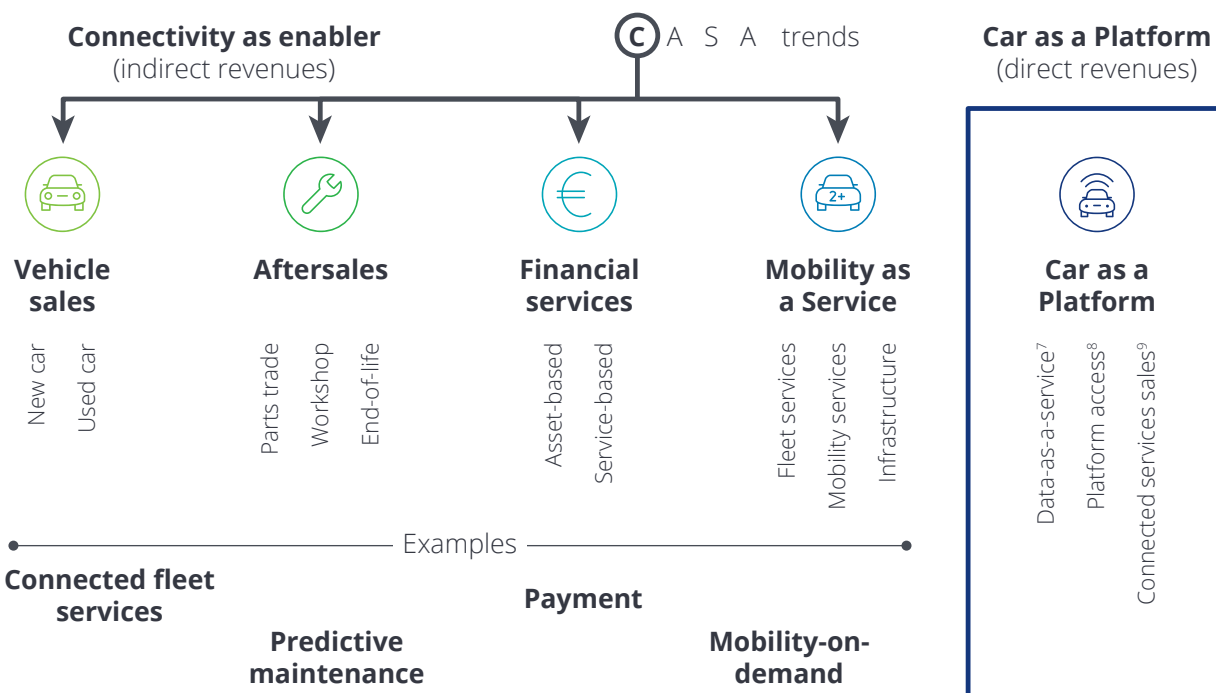 Connectivity as enabler
(indirect revenues)
C A S A trends
Car as a Platform
(direct revenues)
2+
Vehicle
sales
Aftersales
Financial
services
Mobility as
a Service
Car as a
Platform
New car
Used car
Parts trade
Workshop
End-of-life
Asset-based
Service-based
Fleet services
Mobility services
Infrastructure
Data-as-a-service⁷
Platform access⁸
Connected services sales⁹
Examples
Connected fleet
services
Predictive
maintenance
Payment
Mobility-on-
demand